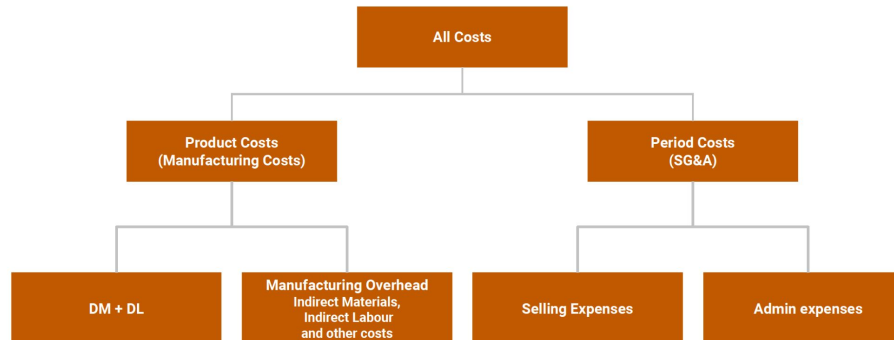 All Costs
Product Costs
(Manufacturing Costs)
Period Costs
(SG&A)
DM + DL
Manufacturing Overhead
Indirect Materials,
Indirect Labour
and other costs
Selling Expenses
Admin expenses